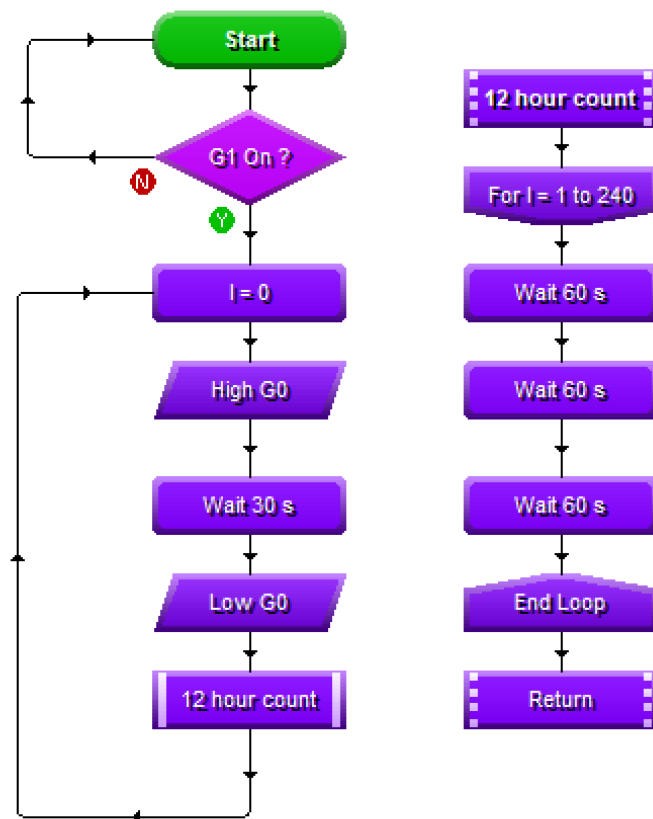 Start
G1 On ?
N
Y
I = 0
High G0
Wait 30 s
Low G0
12 hour count
12 hour count
For I = 1 to 240
Wait 60 s
Wait 60 s
Wait 60 s
End Loop
Return